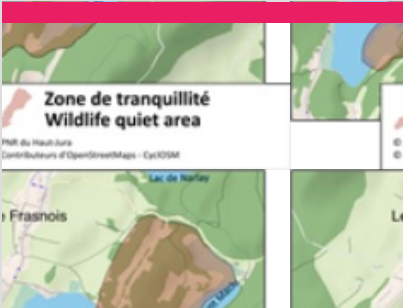 Zone de tranquillité
Wildlife quiet area
PNR du Haut-Jura
Contributeurs d'OpenStreetMaps - CyclOSM
©
©
Lac de Narlay
Frasnois
Le